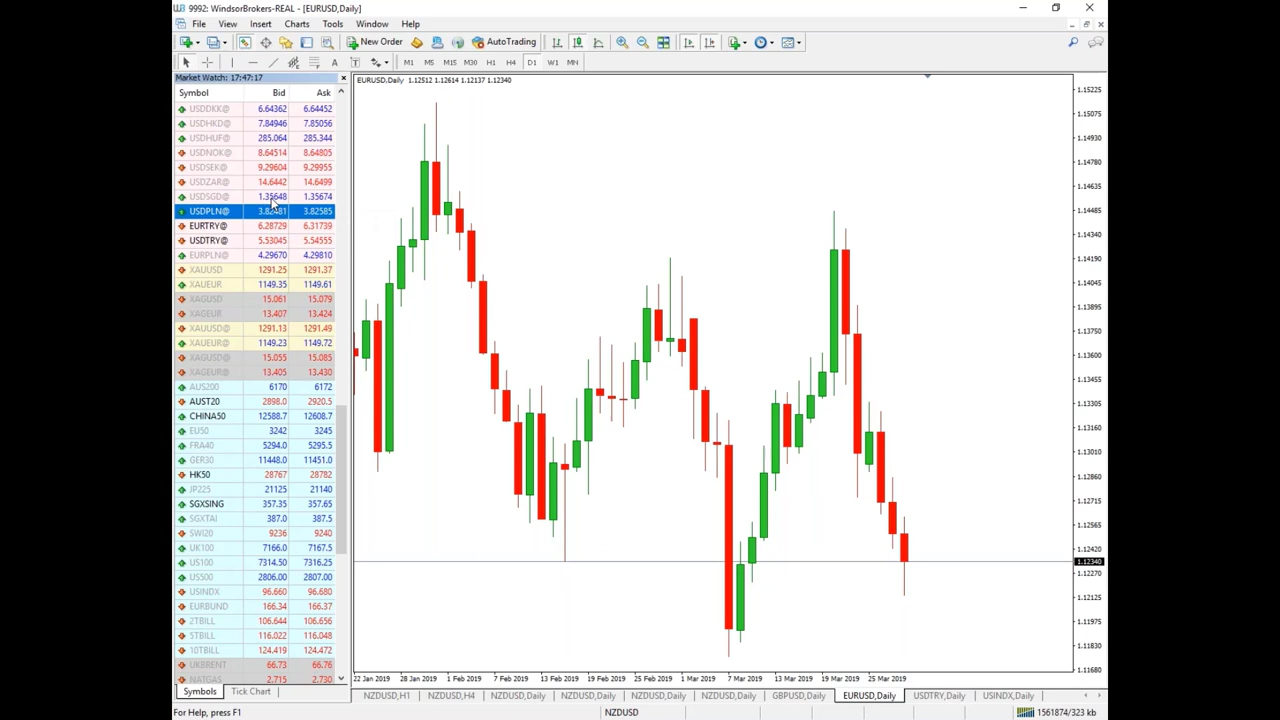 9992: WindsorBrokers-REAL - [EURUSD,Daily]
File View Insert Charts Tools Window Help
New Order AutoTrading
A T M1 M5 M15 M30 H1 H4 D1 W1 MN
Market Watch: 17:47:17
Symbol Bid Ask
USDDKK@ 6.64362 6.64452
USDHKD@ 7.84946 7.85056
USDHUF@ 285.064 285.344
USDNOK@ 8.64514 8.64805
USDSEK@ 9.29604 9.29955
USDZAR@ 14.6442 14.6499
USDSGD@ 1.35648 1.35674
USDPLN@ 3.82481 3.82585
EURTRY@ 6.28729 6.31739
USDTRY@ 5.53045 5.54555
EURPLN@ 4.29670 4.29810
XAUUSD 1291.25 1291.37
XAUEUR 1149.35 1149.61
XAGUSD 15.061 15.079
XAGEUR 13.407 13.424
XAUUSD@ 1291.13 1291.49
XAUEUR@ 1149.23 1149.72
XAGUSD@ 15.055 15.085
XAGEUR@ 13.405 13.430
AUS200 6170 6172
AUST20 2898.0 2920.5
CHINA50 12588.7 12608.7
EU50 3242 3245
FRA40 5294.0 5295.5
GER30 11448.0 11451.0
HK50 28767 28782
JP225 21125 21140
SGXSING 357.35 357.65
SGXTAI 387.0 387.5
SWI20 9236 9240
UK100 7166.0 7167.5
US100 7314.50 7316.25
US500 2806.00 2807.00
USINDX 96.660 96.680
EURBUND 166.34 166.37
2TBILL 106.644 106.656
5TBILL 116.022 116.048
10TBILL 124.419 124.472
UKBRENT 66.73 66.76
NATGAS 2.715 2.730
Symbols Tick Chart
EURUSD,Daily 1.12512 1.12614 1.12137 1.12340
1.15225
1.15075
1.14930
1.14780
1.14635
1.14485
1.14340
1.14190
1.14045
1.13895
1.13750
1.13600
1.13455
1.13305
1.13160
1.13010
1.12860
1.12715
1.12565
1.12420
1.12340
1.12270
1.12125
1.11975
1.11830
1.11680
22 Jan 2019 28 Jan 2019 1 Feb 2019 7 Feb 2019 13 Feb 2019 19 Feb 2019 25 Feb 2019 1 Mar 2019 7 Mar 2019 13 Mar 2019 19 Mar 2019 25 Mar 2019
NZDUSD,H1 NZDUSD,H4 NZDUSD,Daily NZDUSD,Daily NZDUSD,Daily NZDUSD,Daily GBPUSD,Daily EURUSD,Daily USDTRY,Daily USINDX,Daily
For Help, press F1 NZDUSD 1561874/323 kb